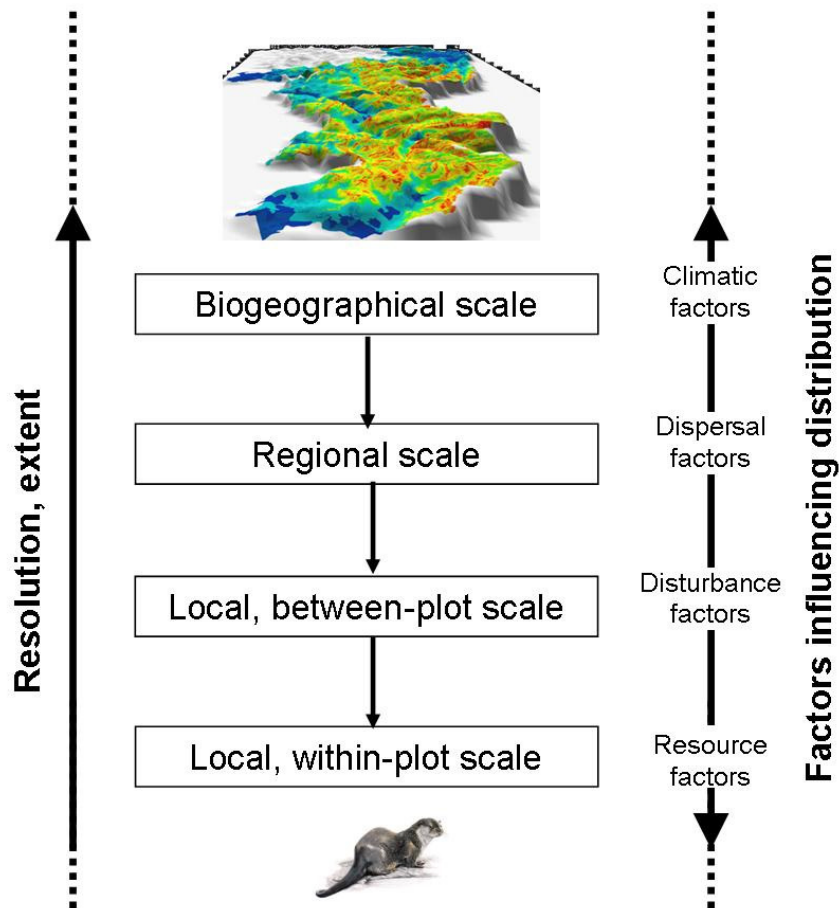 Resolution, extent
Biogeographical scale
Regional scale
Local, between-plot scale
Local, within-plot scale
Climatic
factors
Dispersal
factors
Disturbance
factors
Resource
factors
Factors influencing distribution